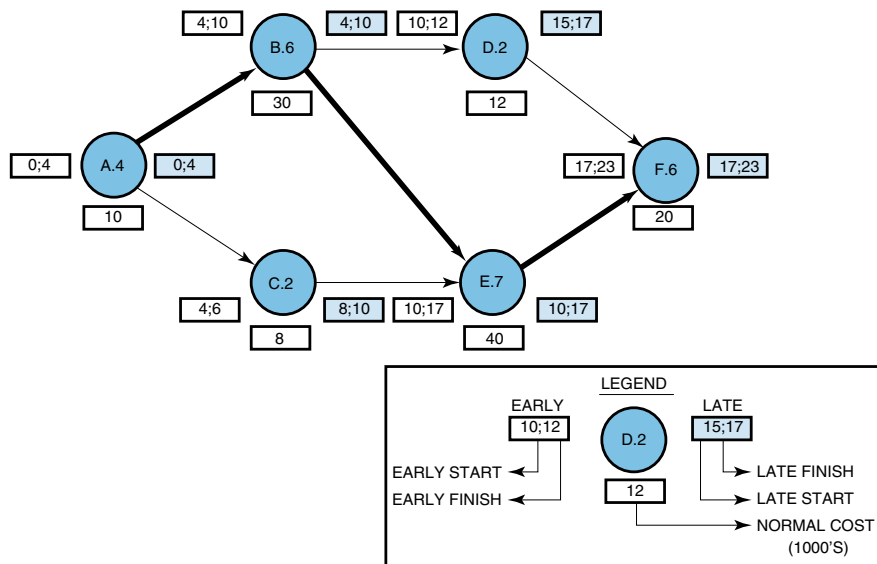 4;10
B.6
4;10
10;12
D.2
15;17
30
12
0;4
A.4
0;4
17;23
F.6
17;23
10
20
C.2
E.7
4;6
8;10
10;17
10;17
8
40
LEGEND
EARLY
LATE
10;12
D.2
15;17
EARLY START
EARLY FINISH
12
LATE FINISH
LATE START
NORMAL COST
(1000'S)